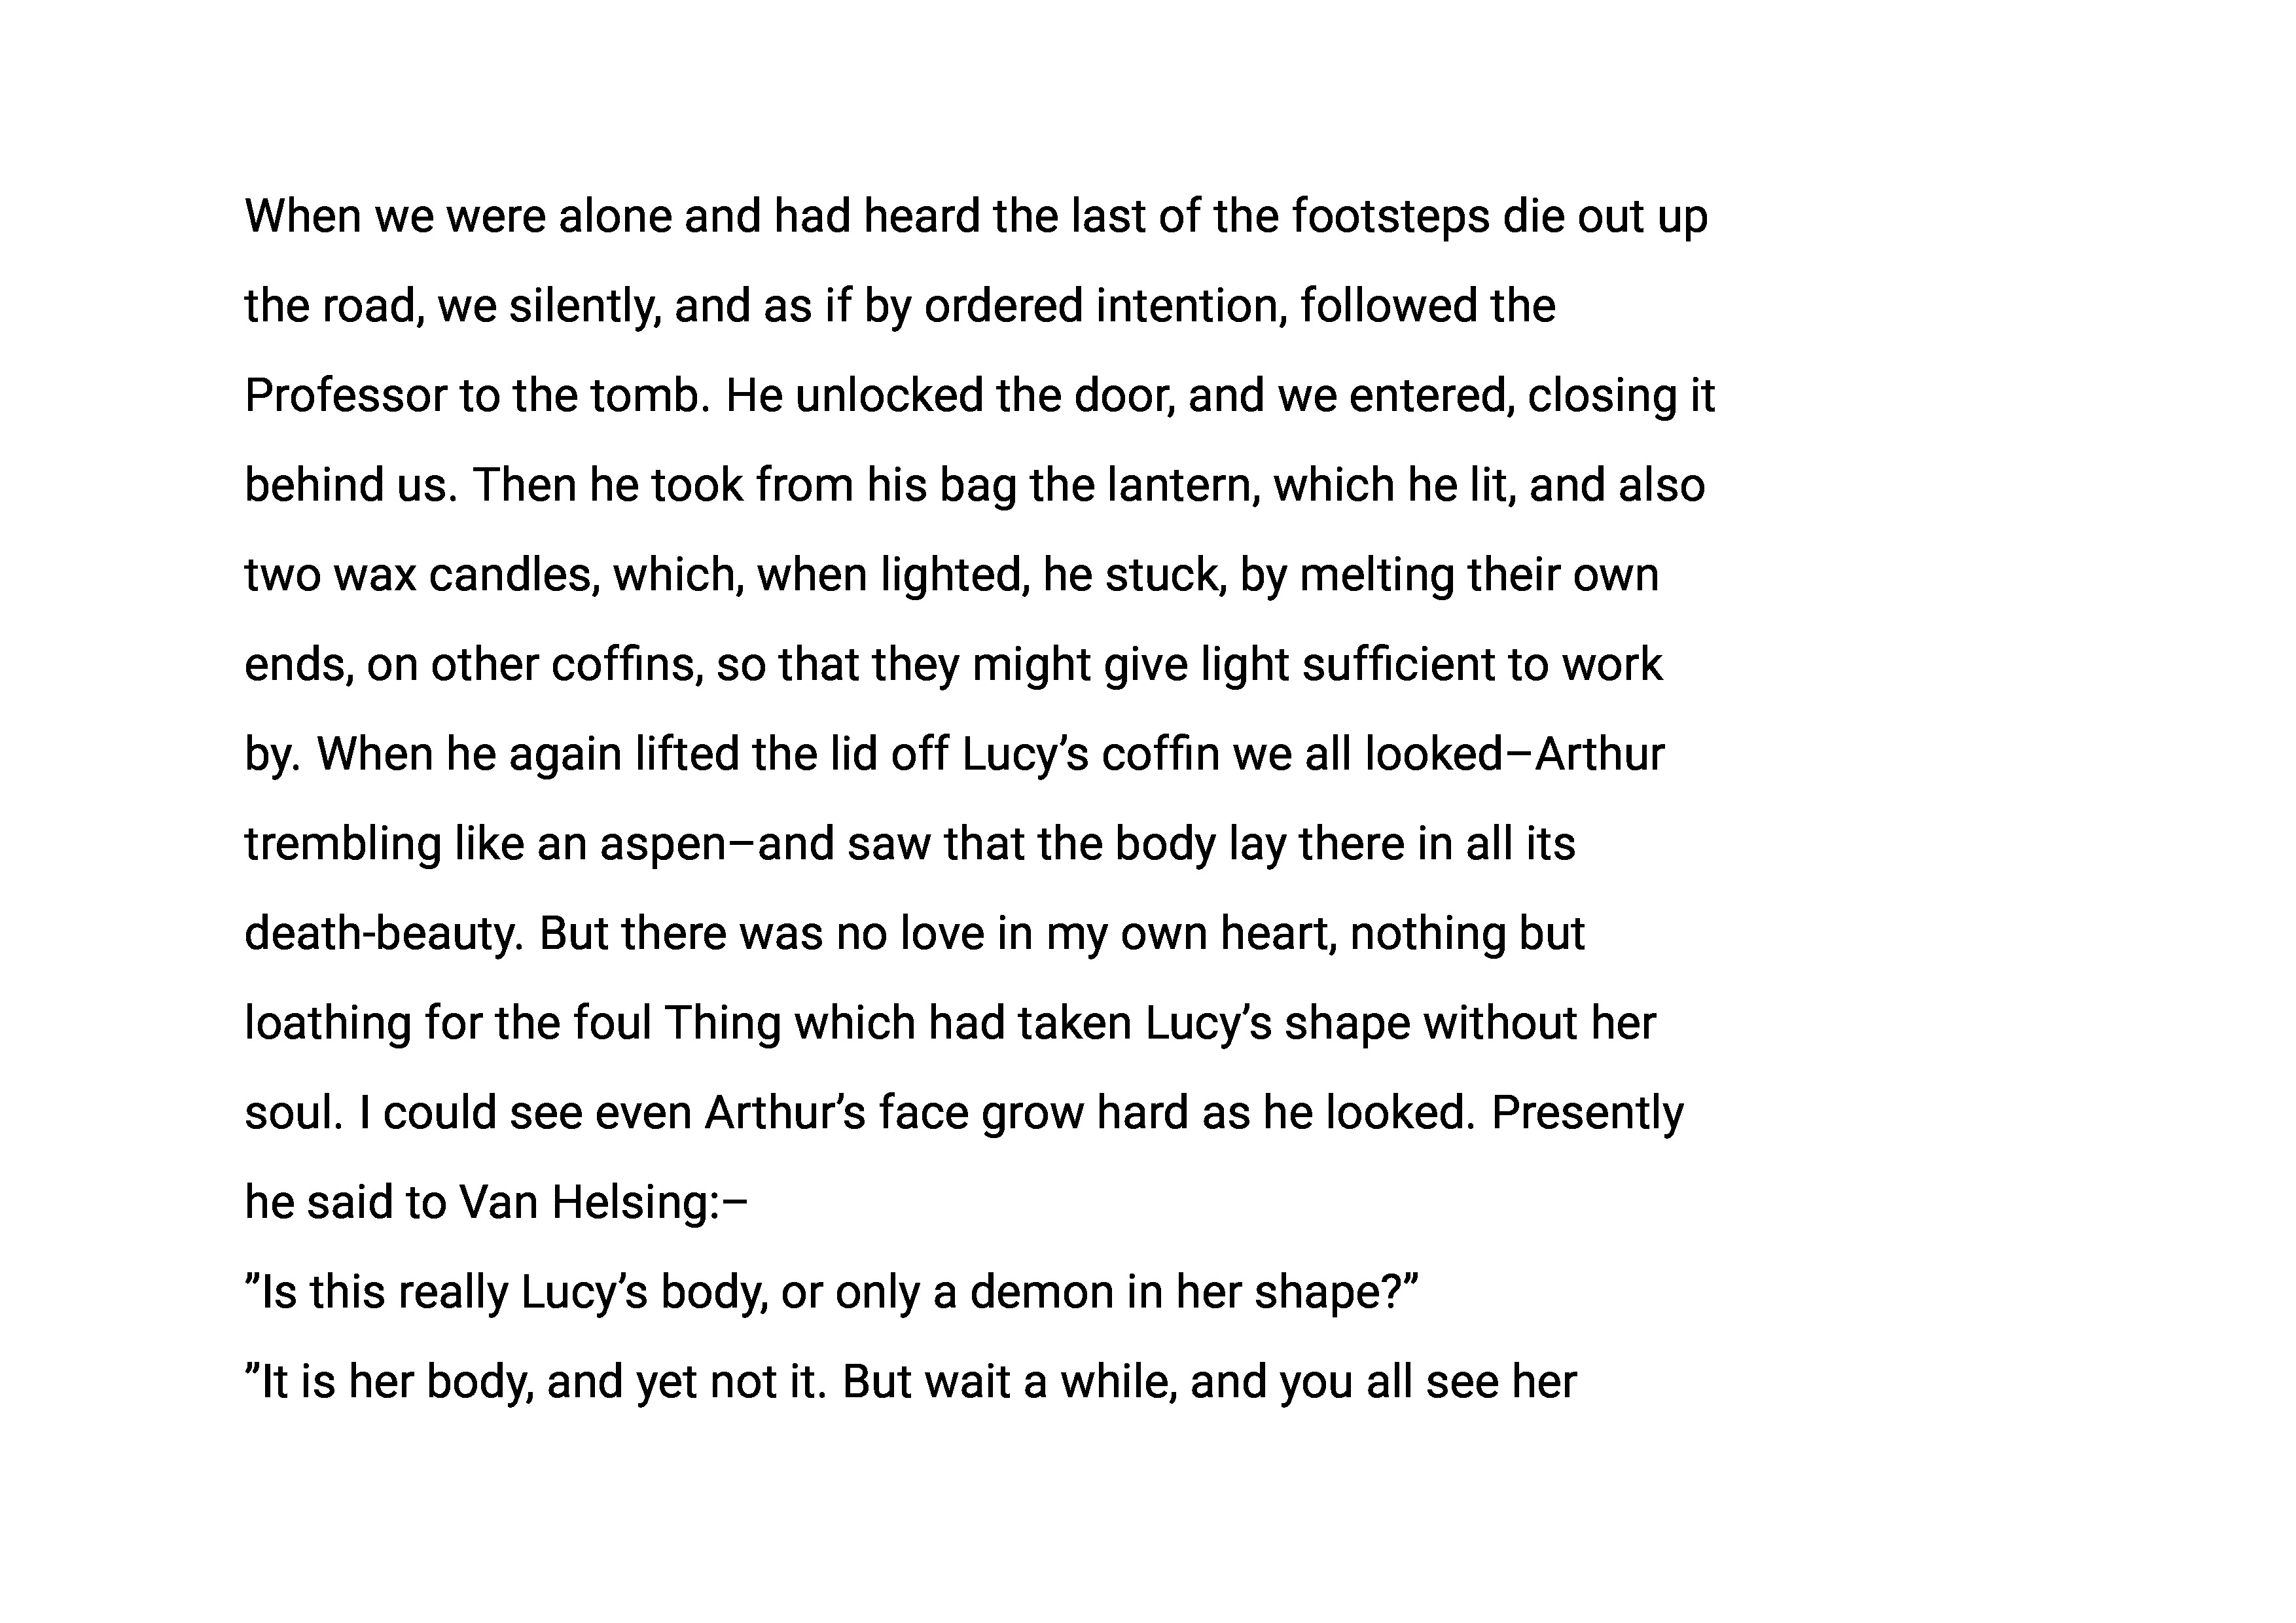 When we were alone and had heard the last of the footsteps die out up
the road, we silently, and as if by ordered intention, followed the
Professor to the tomb. He unlocked the door, and we entered, closing it
behind us. Then he took from his bag the lantern, which he lit, and also
two wax candles, which, when lighted, he stuck, by melting their own
ends, on other coffins, so that they might give light sufficient to work
by. When he again lifted the lid off Lucy’s coffin we all looked–Arthur
trembling like an aspen–and saw that the body lay there in all its
death-beauty. But there was no love in my own heart, nothing but
loathing for the foul Thing which had taken Lucy’s shape without her
soul. I could see even Arthur’s face grow hard as he looked. Presently
he said to Van Helsing:–
”Is this really Lucy’s body, or only a demon in her shape?”
”It is her body, and yet not it. But wait a while, and you all see her